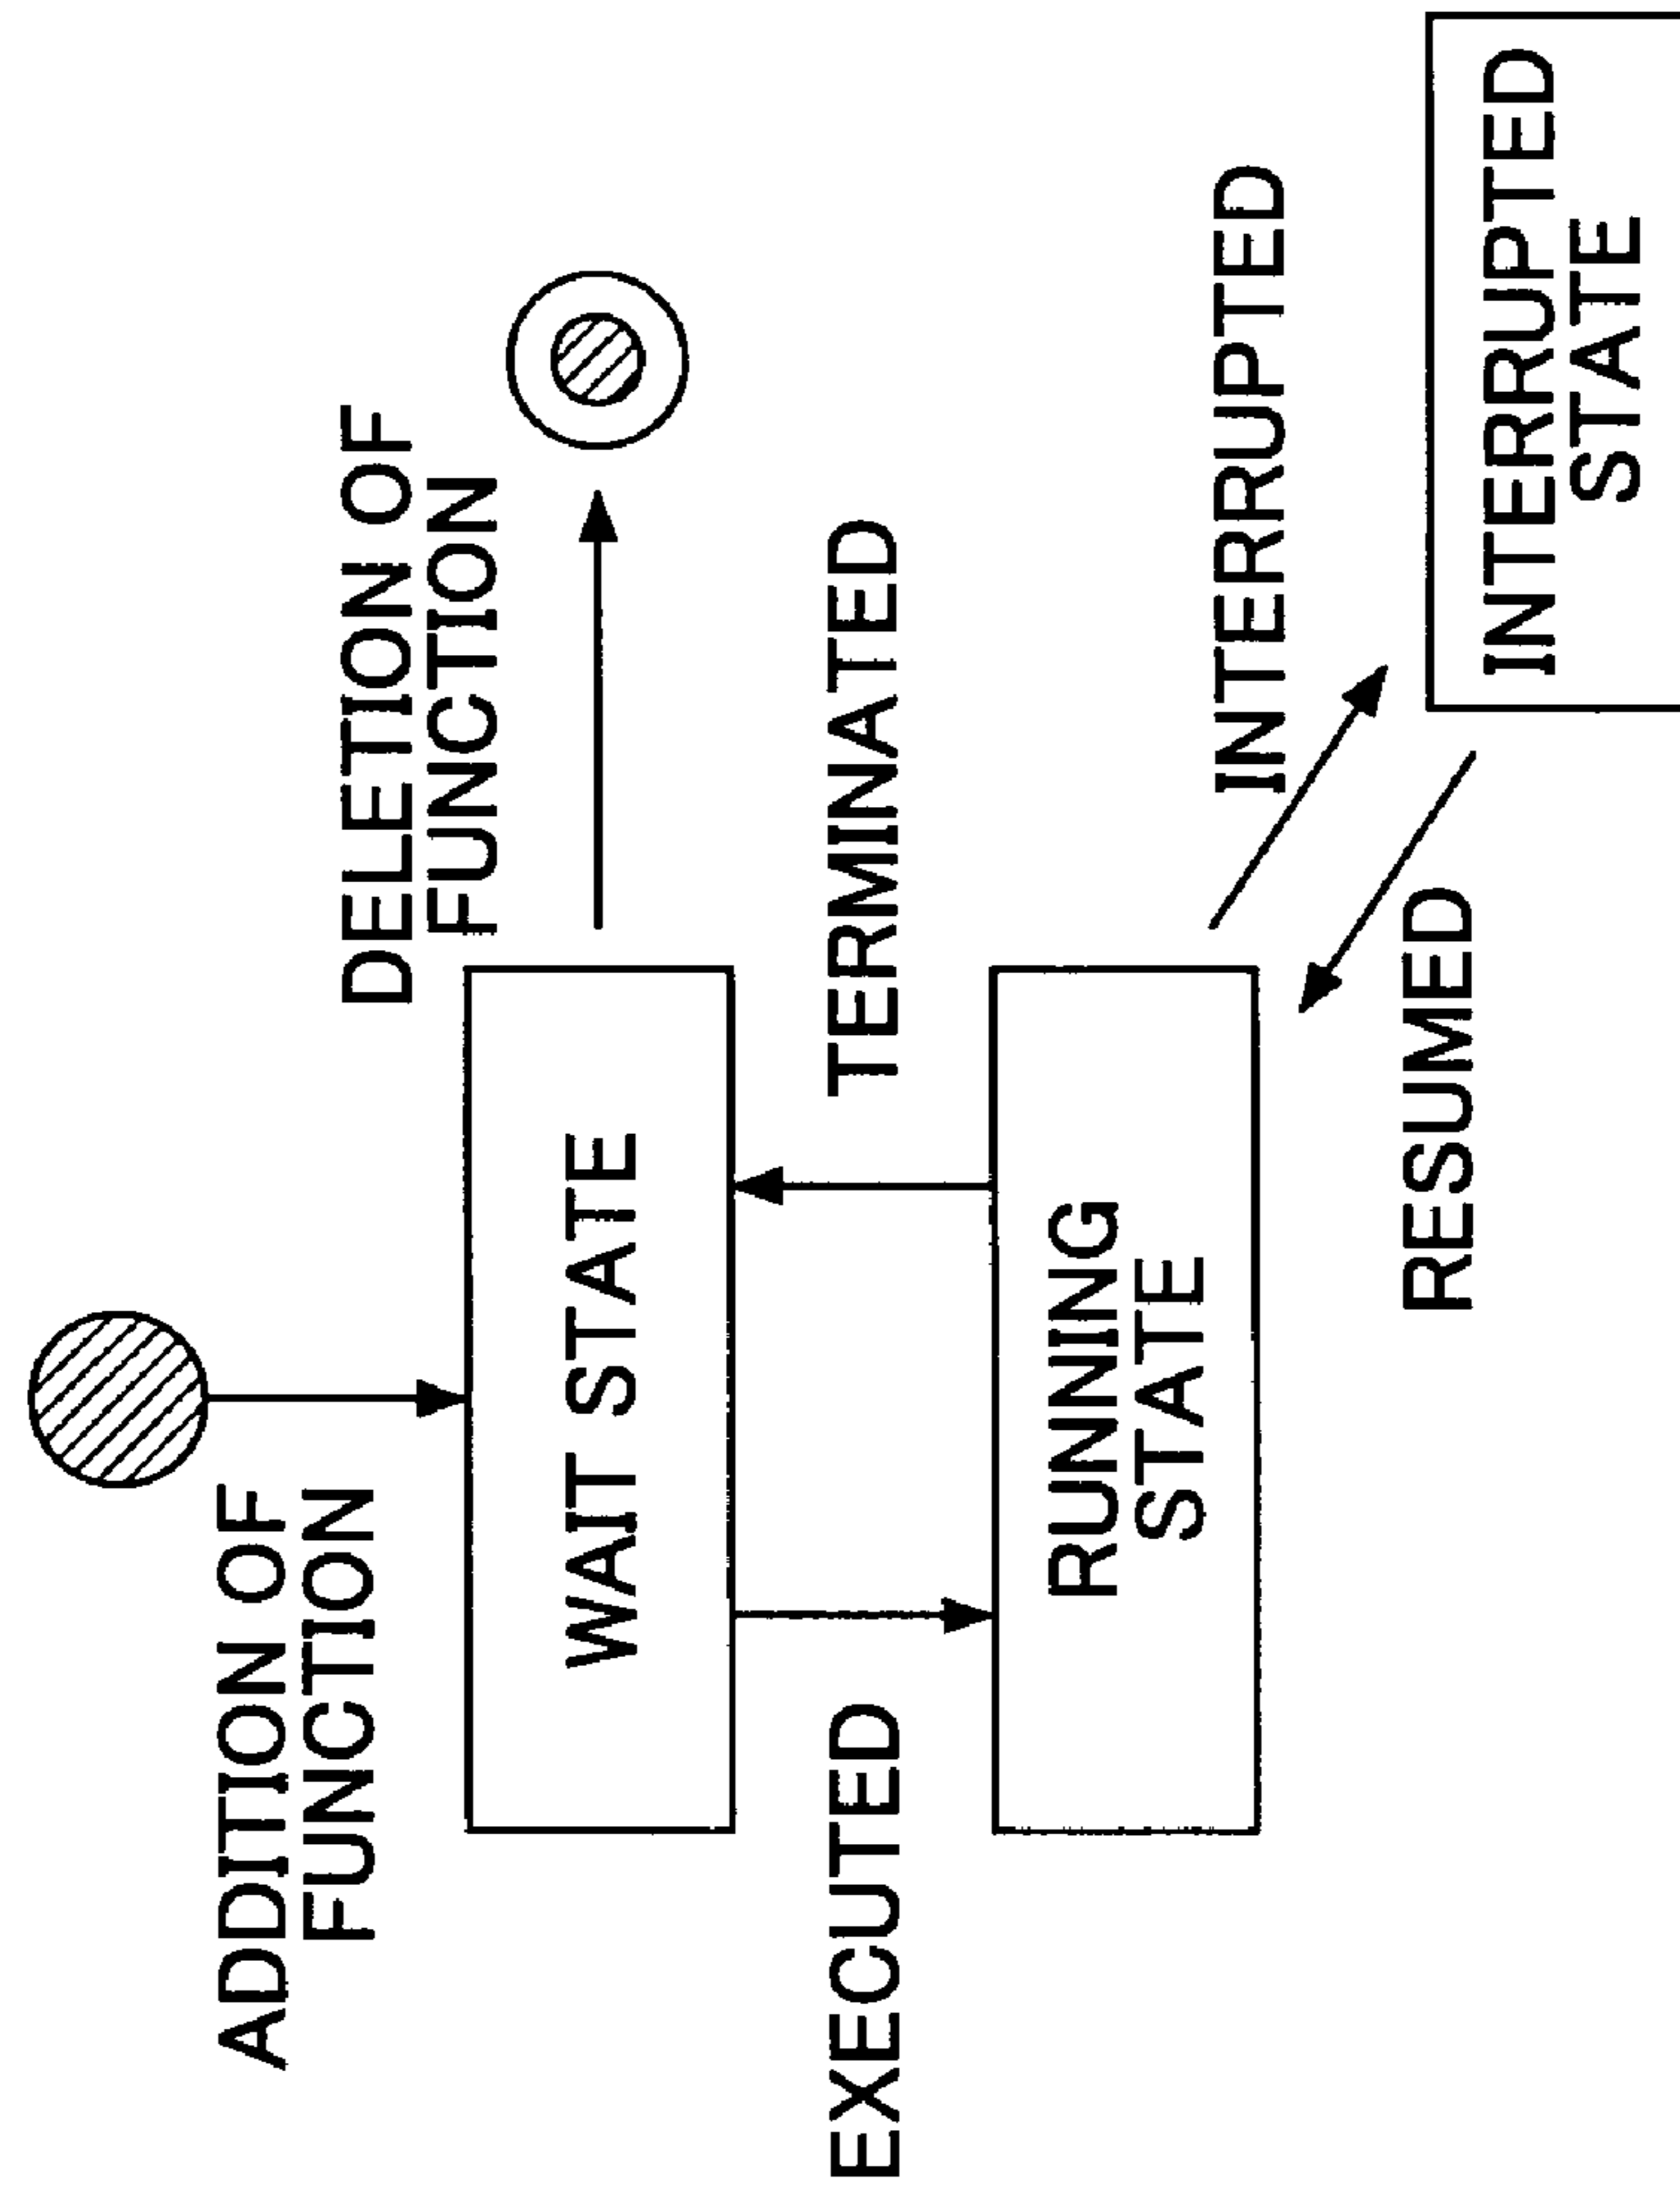 ADDITION OF
FUNCTION
DELETION OF
FUNCTION
WAIT STATE
EXECUTED
TERMINATED
RUNNING
STATE
INTERRUPTED
RESUMED
INTERRUPTED
STATE